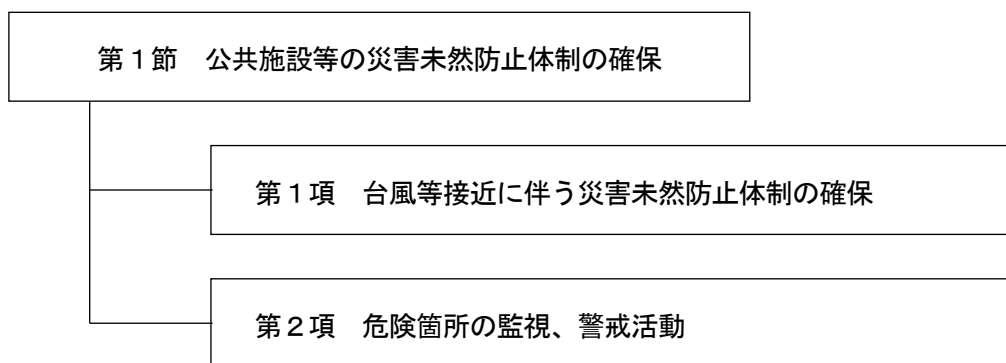 第１節　公共施設等の災害未然防止体制の確保
第１項　台風等接近に伴う災害未然防止体制の確保
第２項　危険箇所の監視、警戒活動